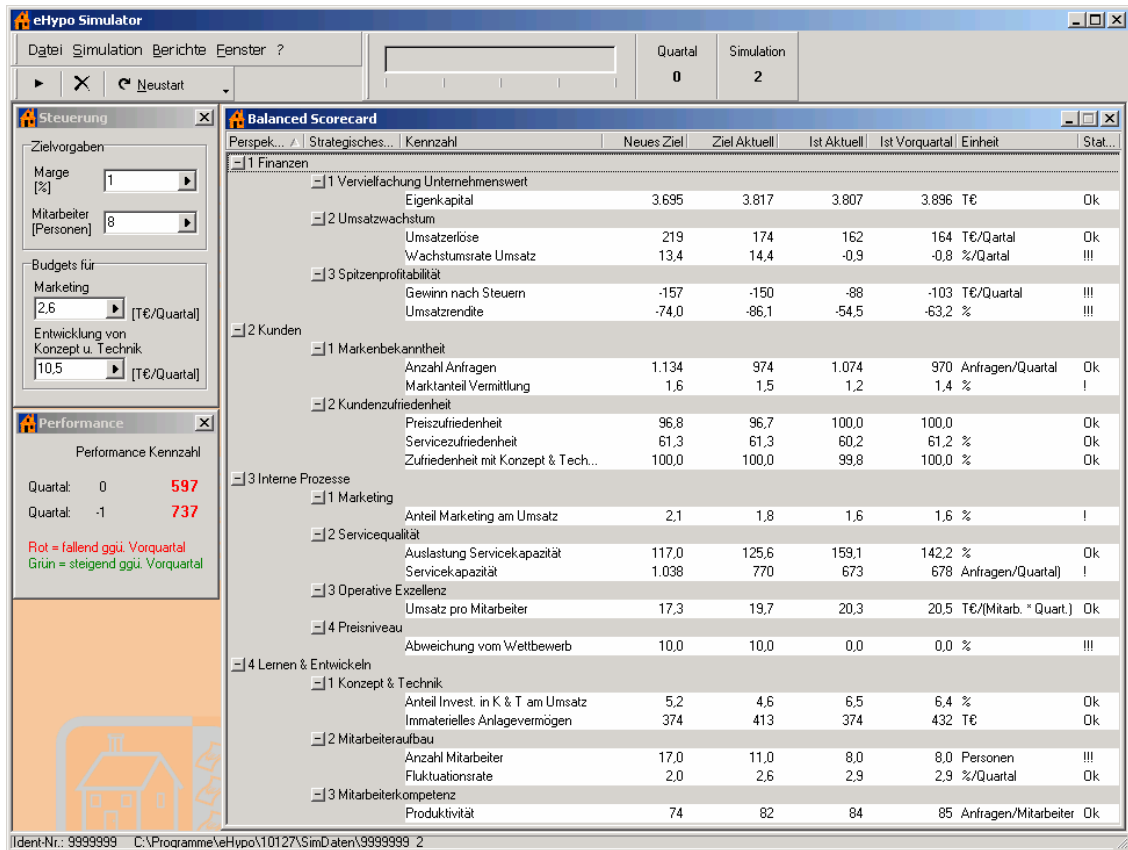 eHypo Simulator
Datei Simulation Berichte Fenster ?
Neustart
Quartal Simulation
0 2
Steuerung
Zielvorgaben
Marge
[%] 1
Mitarbeiter
[Personen] 8
Budgets für
Marketing
2,6 [T€/Quartal]
Entwicklung von
Konzept u. Technik
10,5 [T€/Quartal]
Performance
Performance Kennzahl
Quartal: 0 597
Quartal: -1 737
Rot = fallend ggü. Vorquartal
Grün = steigend ggü. Vorquartal
Balanced Scorecard
Perspek... Strategisches... Kennzahl Neues Ziel Ziel Aktuell Ist Aktuell Ist Vorquartal Einheit Stat...
1 Finanzen
1 Vervielfachung Unternehmenswert
Eigenkapital 3.695 3.817 3.807 3.896 T€ Ok
2 Umsatzwachstum
Umsatzerlöse 219 174 162 164 T€/Qartal Ok
Wachstumsrate Umsatz 13,4 14,4 -0,9 -0,8 %/Qartal !!!
3 Spitzenprofitabilität
Gewinn nach Steuern -157 -150 -88 -103 T€/Quartal !!!
Umsatzrendite -74,0 -86,1 -54,5 -63,2 % !!!
2 Kunden
1 Markenbekanntheit
Anzahl Anfragen 1.134 974 1.074 970 Anfragen/Quartal Ok
Marktanteil Vermittlung 1,6 1,5 1,2 1,4 % !
2 Kundenzufriedenheit
Preiszufriedenheit 96,8 96,7 100,0 100,0 Ok
Servicezufriedenheit 61,3 61,3 60,2 61,2 % Ok
Zufriedenheit mit Konzept & Tech... 100,0 100,0 99,8 100,0 % Ok
3 Interne Prozesse
1 Marketing
Anteil Marketing am Umsatz 2,1 1,8 1,6 1,6 % !
2 Servicequalität
Auslastung Servicekapazität 117,0 125,6 159,1 142,2 % Ok
Servicekapazität 1.038 770 673 678 Anfragen/Quartal) !
3 Operative Exzellenz
Umsatz pro Mitarbeiter 17,3 19,7 20,3 20,5 T€/(Mitarb. * Quart.) Ok
4 Preisniveau
Abweichung vom Wettbewerb 10,0 10,0 0,0 0,0 % !!!
4 Lernen & Entwickeln
1 Konzept & Technik
Anteil Invest. in K & T am Umsatz 5,2 4,6 6,5 6,4 % Ok
Immaterielles Anlagevermögen 374 413 374 432 T€ Ok
2 Mitarbeiteraufbau
Anzahl Mitarbeiter 17,0 11,0 8,0 8,0 Personen !!!
Fluktuationsrate 2,0 2,6 2,9 2,9 %/Quartal Ok
3 Mitarbeiterkompetenz
Produktivität 74 82 84 85 Anfragen/Mitarbeiter Ok
Ident-Nr.: 9999999 C:\Programme\eHypo\10127\SimDaten\9999999_2